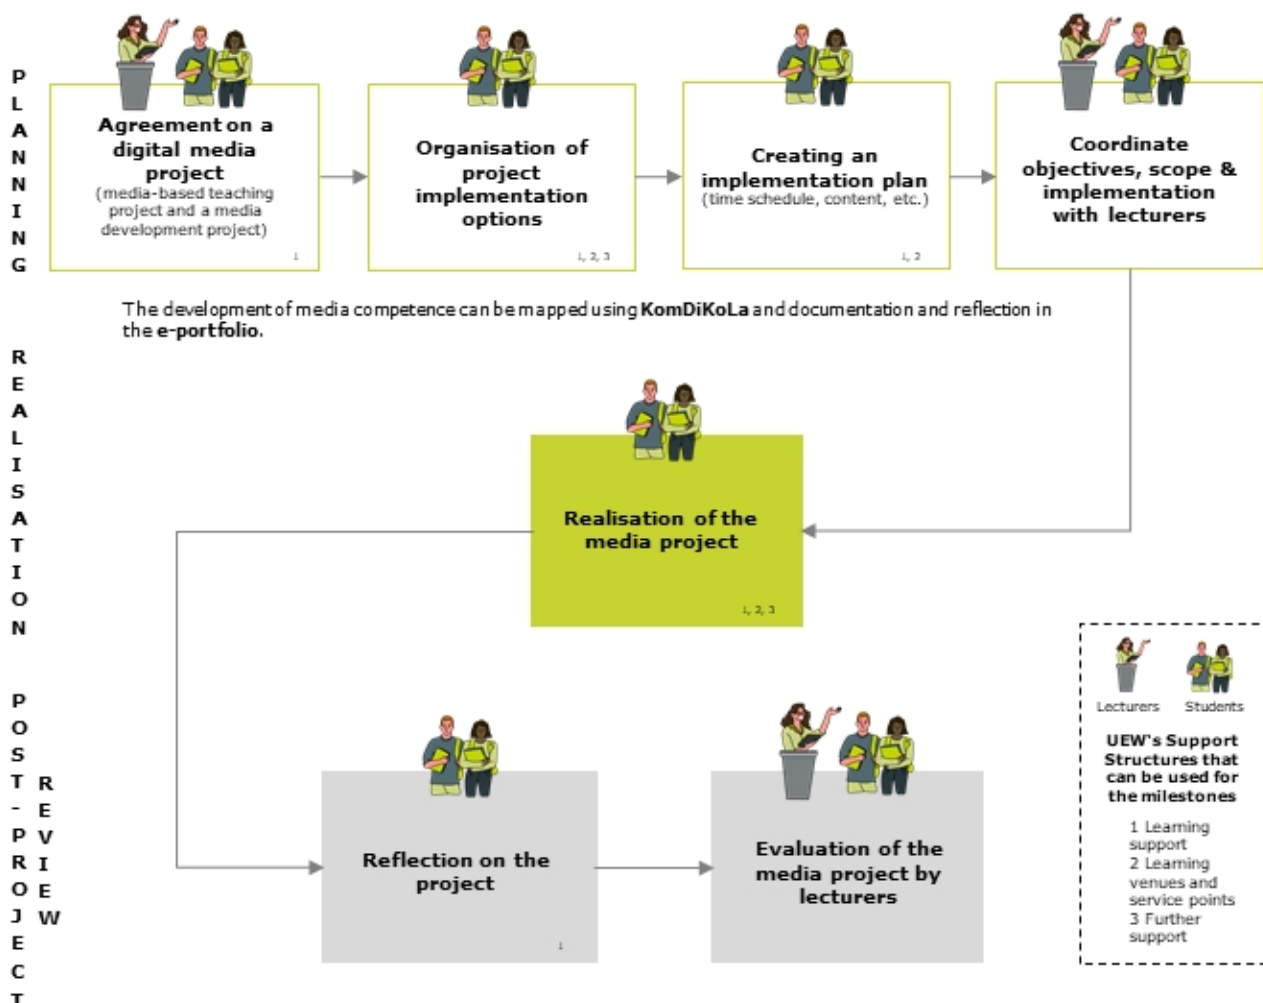 PLANNING
Agreement on a
digital media
project
(media-based teaching
project and a media
development project)
1
Organisation of
project
implementation
options
1, 2, 3
Creating an
implementation plan
(time schedule, content, etc.)
1, 2
Coordinate
objectives, scope &
implementation
with lecturers
The development of media competence can be mapped using KomDiKoLa and documentation and reflection in
the e-portfolio.
REALISATION
Realisation of the
media project
1, 2, 3
POST-PROJECT
REVIEW
Reflection on the
project
1
Evaluation of the
media project by
lecturers
Lecturers
Students
UEW's Support
Structures that
can be used for
the milestones
1 Learning
support
2 Learning
venues and
service points
3 Further
support